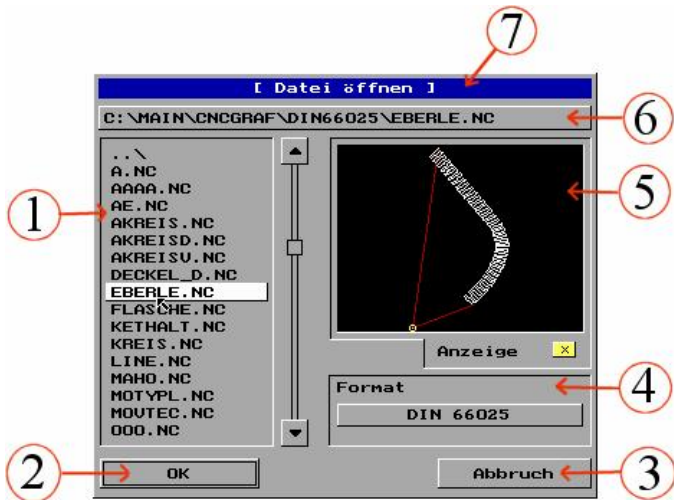 7
[ Datei öffnen ]
C:\MAIN\CNCGRAF\DIN66025\EBERLE.NC
6
..\
A.NC
AAAA.NC
AE.NC
AKREIS.NC
AKREISD.NC
AKREISV.NC
DECKEL_D.NC
EBERLE.NC
FLASCHE.NC
KETHALT.NC
KREIS.NC
LINE.NC
MAHO.NC
MOTYPL.NC
MOVTEC.NC
OOO.NC
1
5
Anzeige x
Format
4
DIN 66025
2
OK
Abbruch
3